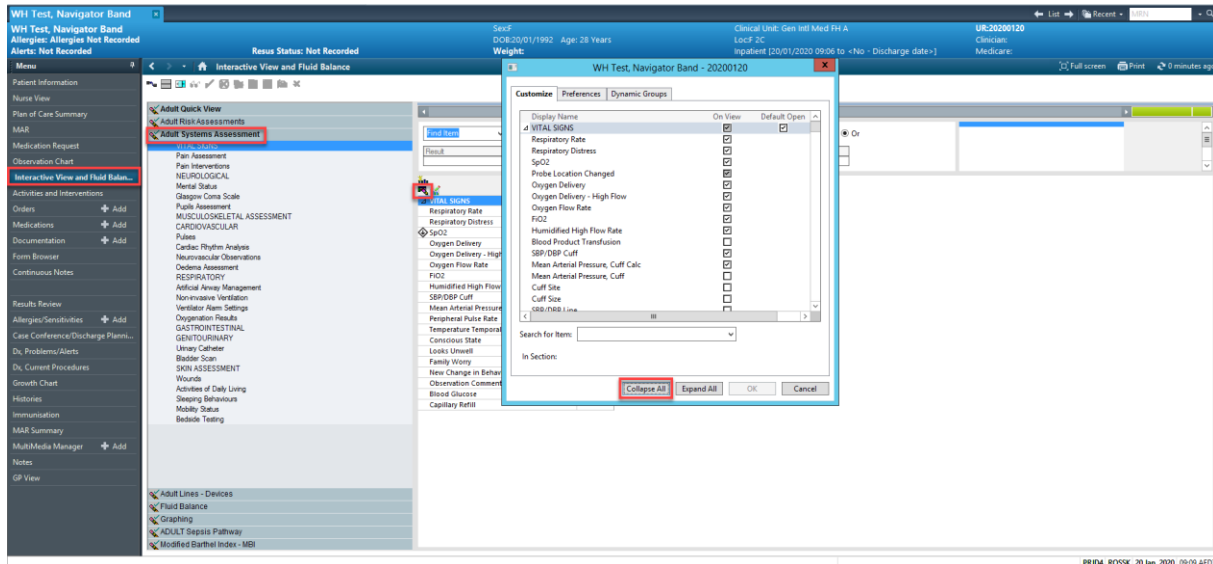 WH Test, Navigator Band
List
Recent
MRN
WH Test, Navigator Band
Allergies: Allergies Not Recorded
Alerts: Not Recorded
Resus Status: Not Recorded
Sex:F
DOB:20/01/1992 Age: 28 Years
Weight:
Clinical Unit: Gen Intl Med FH A
Loc:F 2C
Inpatient [20/01/2020 09:06 to <No - Discharge date>]
UR:20200120
Clinician:
Medicare:
Menu
Interactive View and Fluid Balance
Full screen
Print
0 minutes ago
Patient Information
Nurse View
Plan of Care Summary
MAR
Medication Request
Observation Chart
Interactive View and Fluid Balan...
Activities and Interventions
Orders + Add
Medications + Add
Documentation + Add
Form Browser
Continuous Notes
Results Review
Allergies/Sensitivities + Add
Case Conference/Discharge Planni...
Dx, Problems/Alerts
Dx, Current Procedures
Growth Chart
Histories
Immunisation
MAR Summary
MultiMedia Manager + Add
Notes
GP View
Adult Quick View
Adult Risk Assessments
Adult Systems Assessment
VITAL SIGNS
Pain Assessment
Pain Interventions
NEUROLOGICAL
Mental Status
Glasgow Coma Scale
Pupils Assessment
MUSCULOSKELETAL ASSESSMENT
CARDIOVASCULAR
Pulses
Cardiac Rhythm Analysis
Neurovascular Observations
Oedema Assessment
RESPIRATORY
Artificial Airway Management
Non-invasive Ventilation
Ventilator Alarm Settings
Oxygenation Results
GASTROINTESTINAL
GENITOURINARY
Urinary Catheter
Bladder Scan
SKIN ASSESSMENT
Wounds
Activities of Daily Living
Sleeping Behaviours
Mobility Status
Bedside Testing
Adult Lines - Devices
Fluid Balance
Graphing
ADULT Sepsis Pathway
Modified Barthel Index - MBI
Find Item
Result
Or
VITAL SIGNS
Respiratory Rate
Respiratory Distress
SpO2
Oxygen Delivery
Oxygen Delivery - High
Oxygen Flow Rate
FiO2
Humidified High Flow
SBP/DBP Cuff
Mean Arterial Pressure
Peripheral Pulse Rate
Temperature Temporal
Conscious State
Looks Unwell
Family Worry
New Change in Behav
Observation Comment
Blood Glucose
Capillary Refill
WH Test, Navigator Band - 20200120
X
Customize
Preferences
Dynamic Groups
Display Name
On View
Default Open
VITAL SIGNS
Respiratory Rate
Respiratory Distress
SpO2
Probe Location Changed
Oxygen Delivery
Oxygen Delivery - High Flow
Oxygen Flow Rate
FiO2
Humidified High Flow Rate
Blood Product Transfusion
SBP/DBP Cuff
Mean Arterial Pressure, Cuff Calc
Mean Arterial Pressure, Cuff
Cuff Site
Cuff Size
SBP/DBP Line
Search for Item:
In Section:
Collapse All
Expand All
OK
Cancel
PRID4 ROSSK 20 Jan 2020 09:09 AED